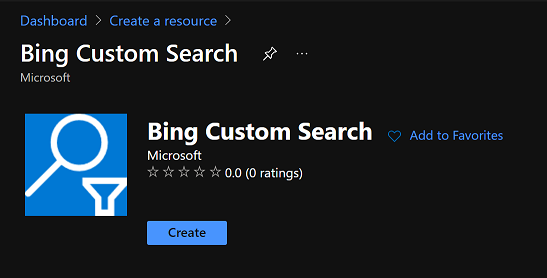 Dashboard > Create a resource >
Bing Custom Search
Microsoft
Bing Custom Search Add to Favorites
Microsoft
0.0 (0 ratings)
Create